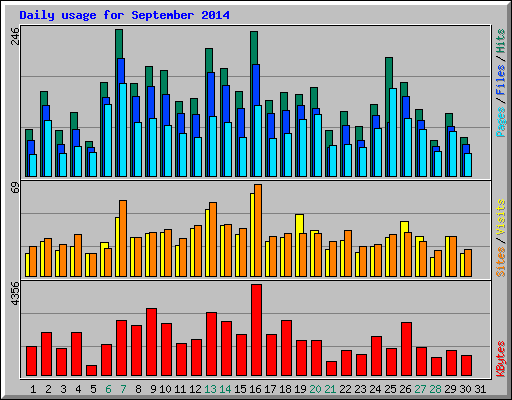 Daily usage for September 2014
246
Pages / Files / Hits
69
Sites / Visits
4356
KBytes
1 2 3 4 5 6 7 8 9 10 11 12 13 14 15 16 17 18 19 20 21 22 23 24 25 26 27 28 29 30 31